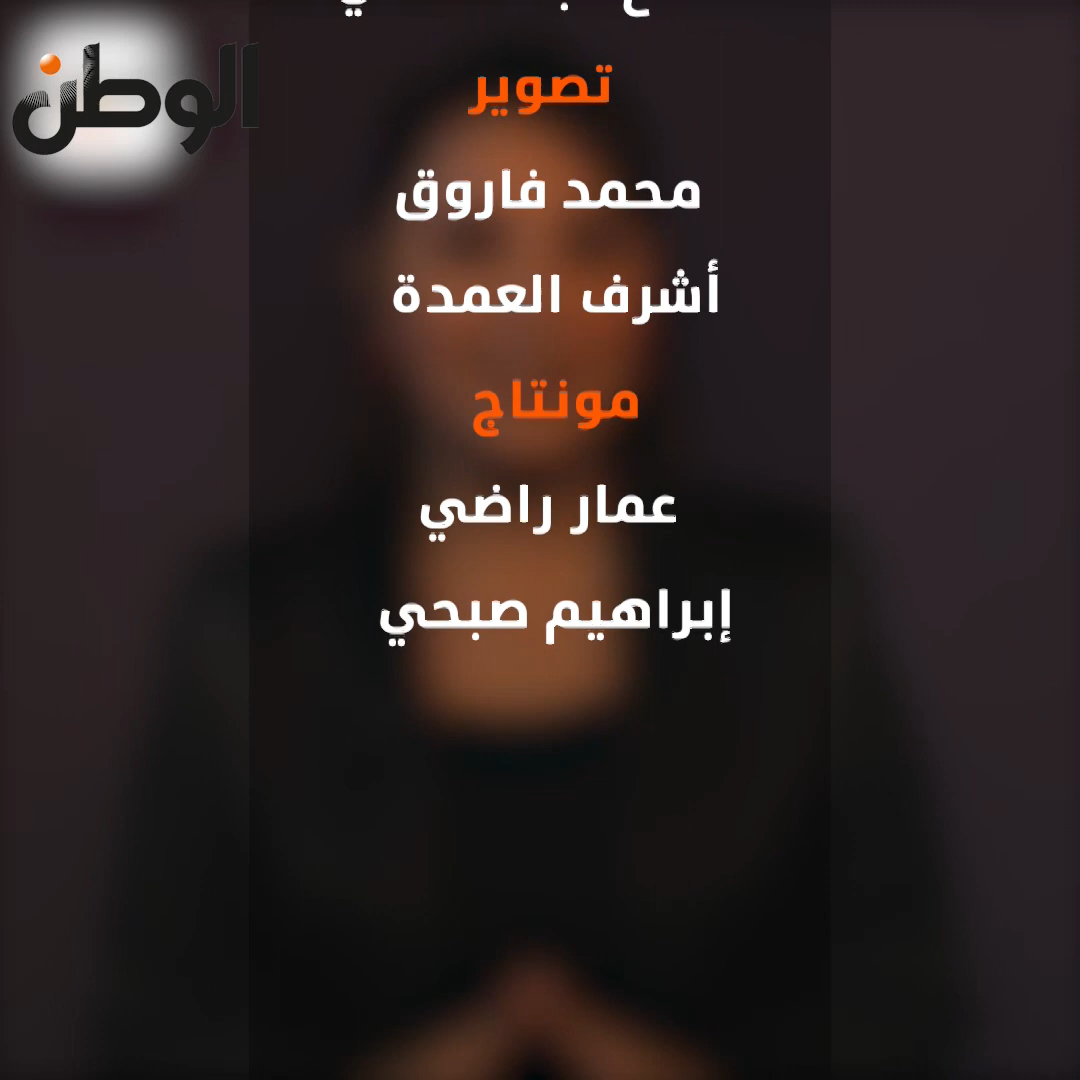 الوطن
تصوير
محمد فاروق
أشرف العمدة
مونتاج
عمار راضي
إبراهيم صبحي